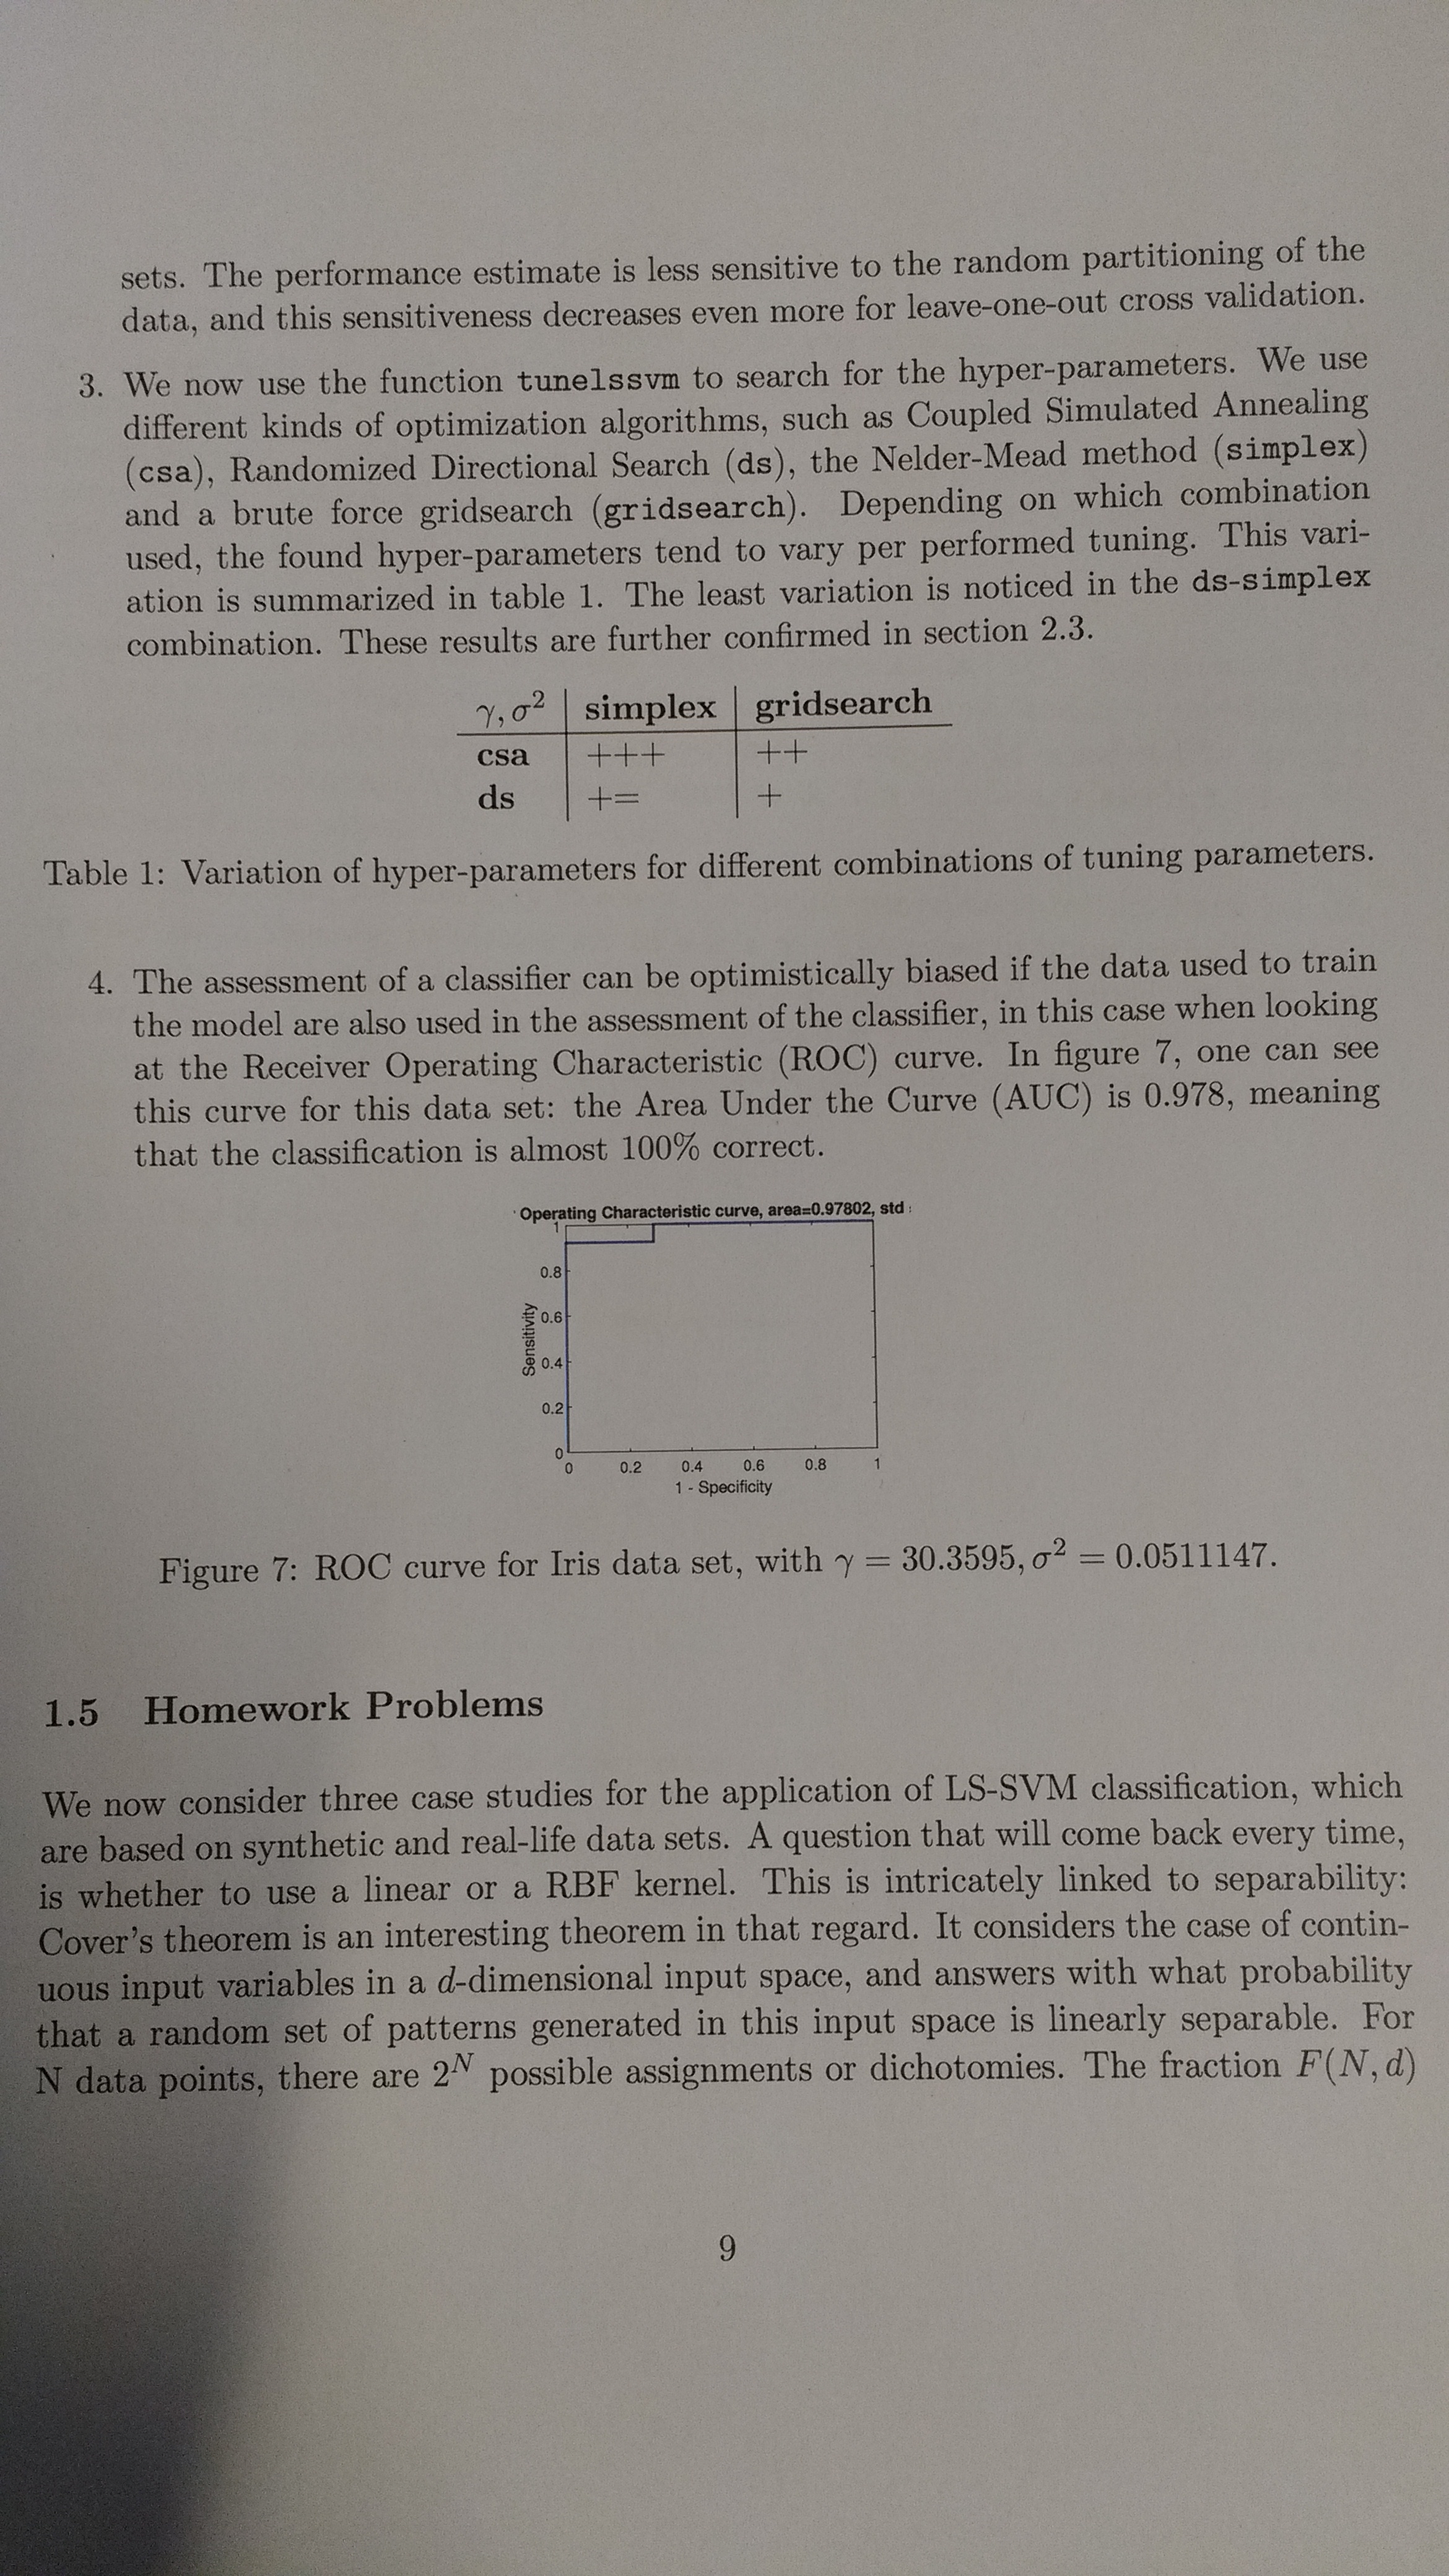 sets. The performance estimate is less sensitive to the random partitioning of the
data, and this sensitiveness decreases even more for leave-one-out cross validation.
3. We now use the function tunelssvm to search for the hyper-parameters. We use
different kinds of optimization algorithms, such as Coupled Simulated Annealing
(csa), Randomized Directional Search (ds), the Nelder-Mead method (simplex)
and a brute force gridsearch (gridsearch). Depending on which combination
used, the found hyper-parameters tend to vary per performed tuning. This vari-
ation is summarized in table 1. The least variation is noticed in the ds-simplex
combination. These results are further confirmed in section 2.3.
γ, σ² simplex gridsearch
csa +++ ++
ds += +
Table 1: Variation of hyper-parameters for different combinations of tuning parameters.
4. The assessment of a classifier can be optimistically biased if the data used to train
the model are also used in the assessment of the classifier, in this case when looking
at the Receiver Operating Characteristic (ROC) curve. In figure 7, one can see
this curve for this data set: the Area Under the Curve (AUC) is 0.978, meaning
that the classification is almost 100% correct.
Operating Characteristic curve, area=0.97802, std
1
0.8
0.6
0.4
0.2
0
Sensitivity
0 0.2 0.4 0.6 0.8 1
1 - Specificity
Figure 7: ROC curve for Iris data set, with γ = 30.3595, σ² = 0.0511147.
1.5 Homework Problems
We now consider three case studies for the application of LS-SVM classification, which
are based on synthetic and real-life data sets. A question that will come back every time,
is whether to use a linear or a RBF kernel. This is intricately linked to separability:
Cover's theorem is an interesting theorem in that regard. It considers the case of contin-
uous input variables in a d-dimensional input space, and answers with what probability
that a random set of patterns generated in this input space is linearly separable. For
N data points, there are 2ᴺ possible assignments or dichotomies. The fraction F(N, d)
9